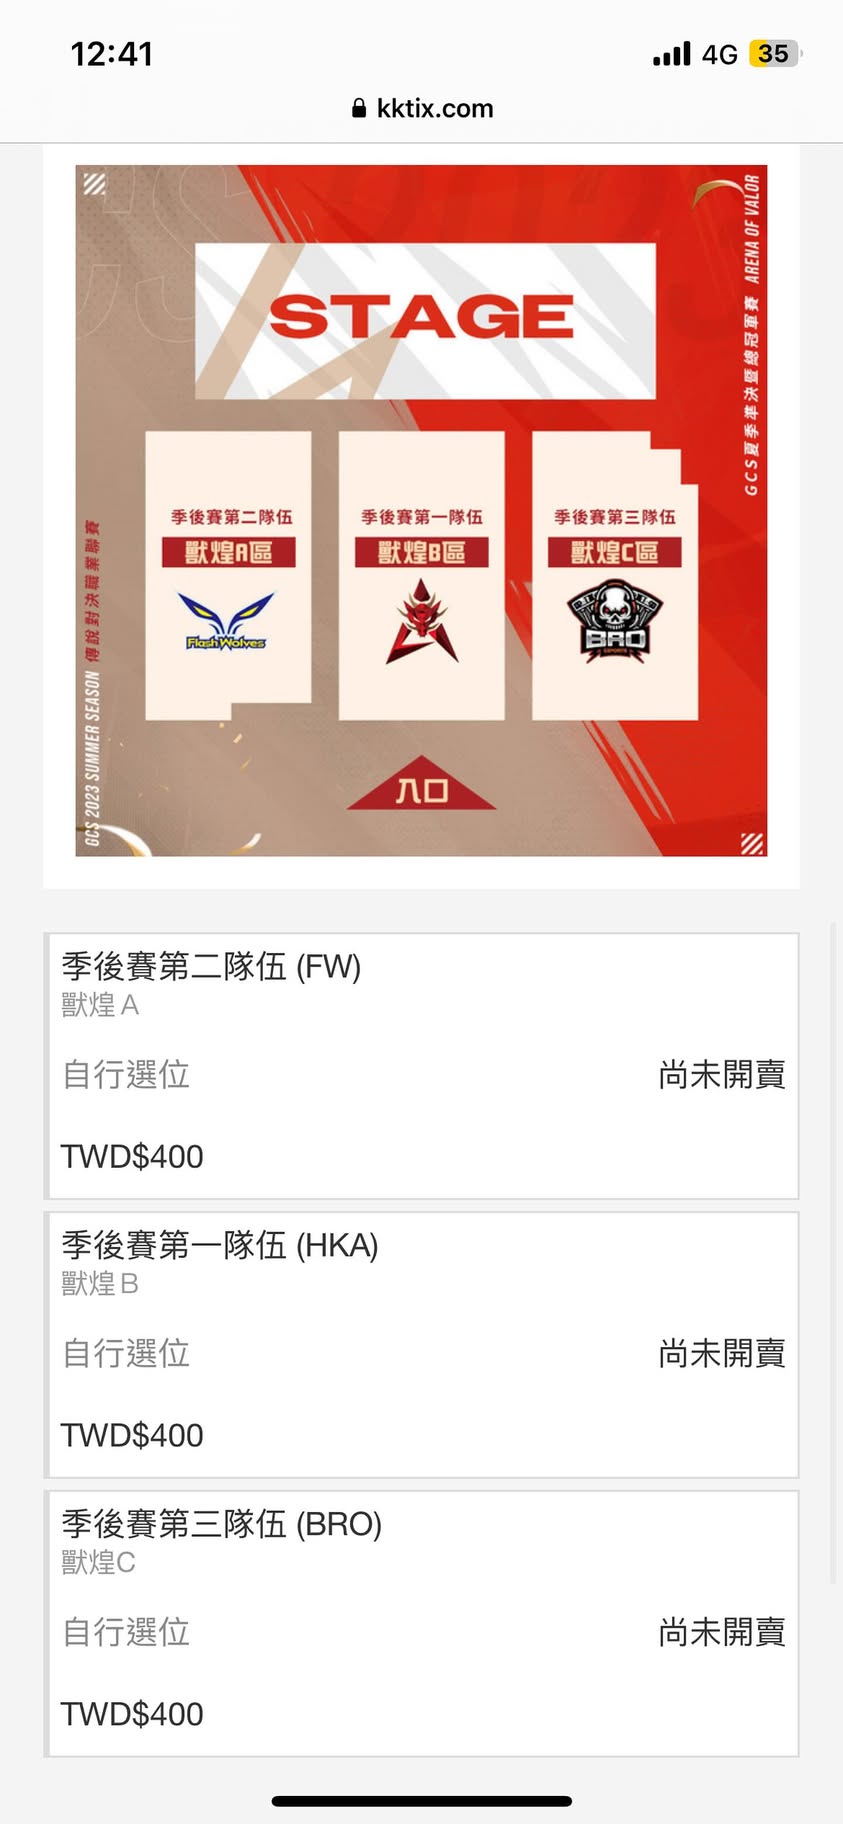 12:41
4G 35
kktix.com
STAGE
GCS夏季準決暨總冠軍賽 ARENA OF VALOR
季後賽第二隊伍
獸煌A區
Flash Wolves
季後賽第一隊伍
獸煌B區
季後賽第三隊伍
獸煌C區
BRO
ESPORTS
GCS 2023 SUMMER SEASON 傳說對決職業聯賽
入口
季後賽第二隊伍 (FW)
獸煌 A
自行選位
尚未開賣
TWD$400
季後賽第一隊伍 (HKA)
獸煌 B
自行選位
尚未開賣
TWD$400
季後賽第三隊伍 (BRO)
獸煌C
自行選位
尚未開賣
TWD$400